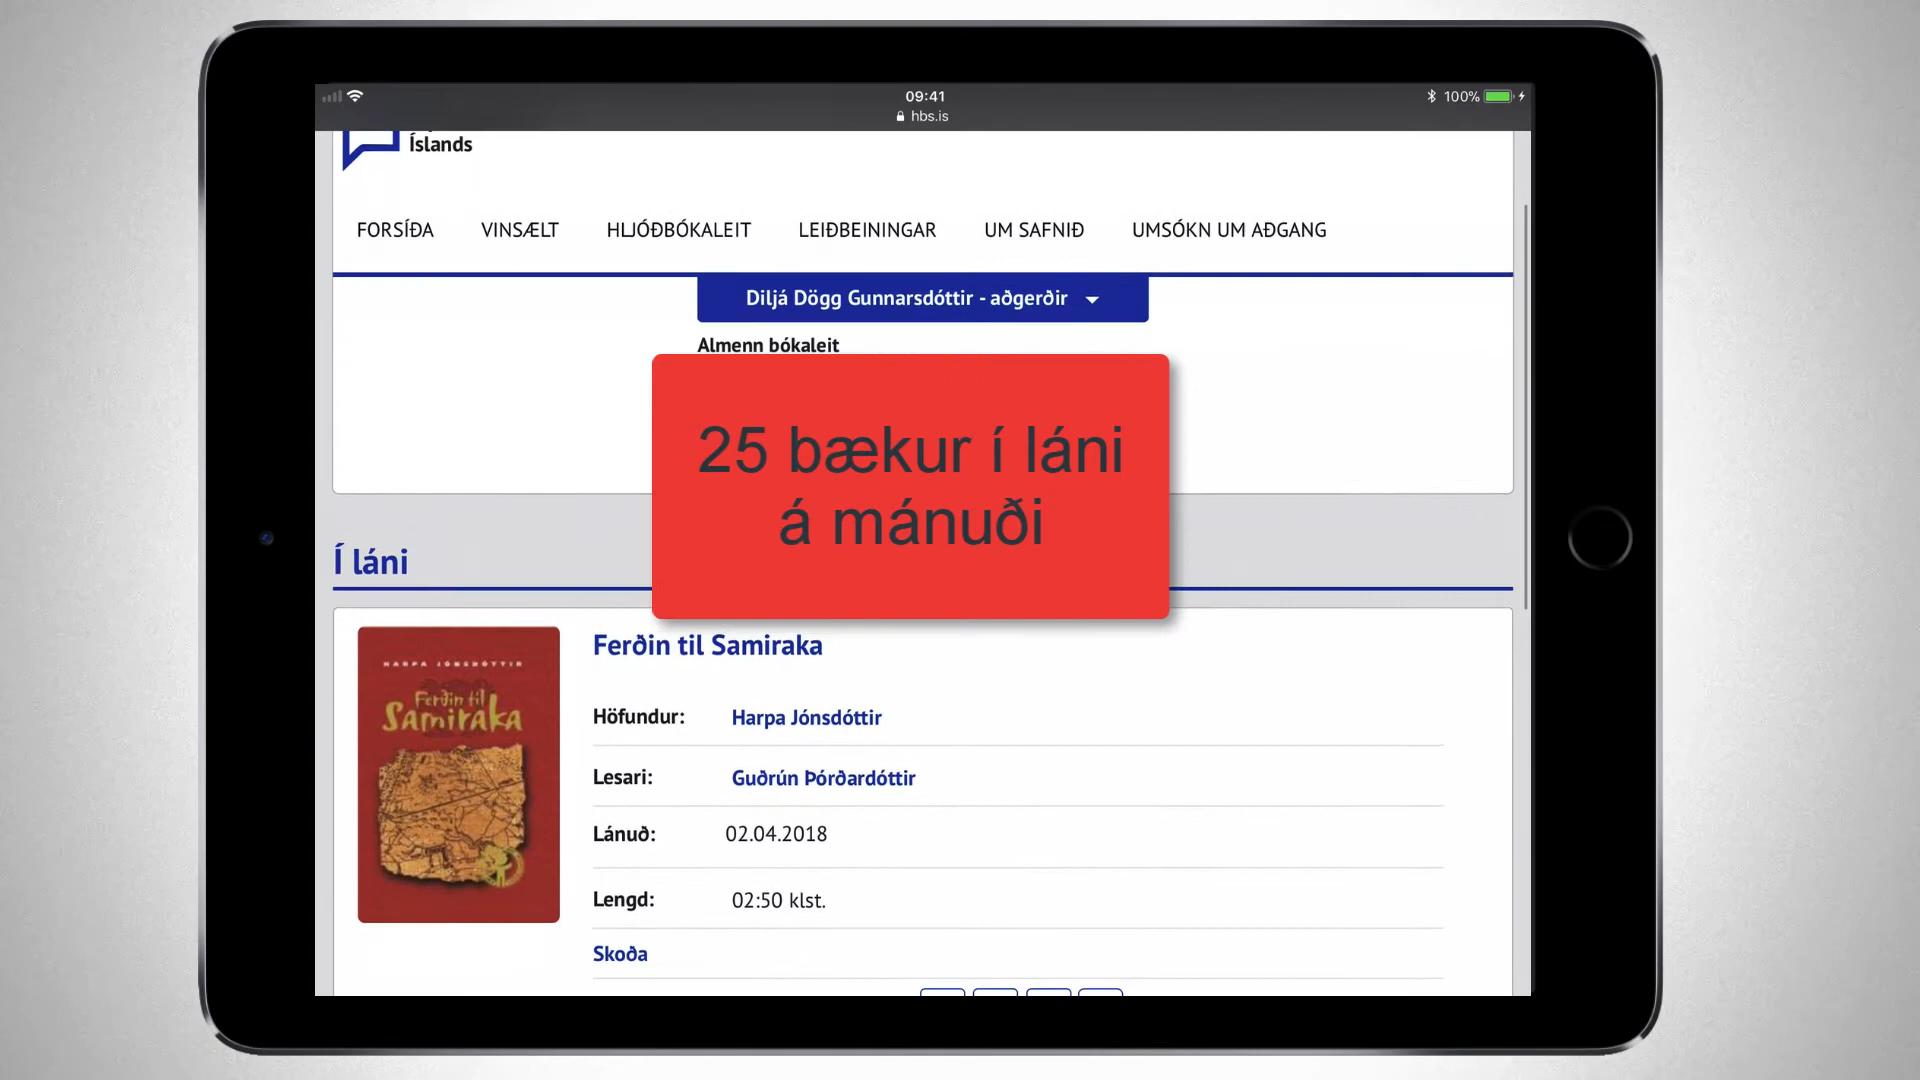 09:41
100%
hbs.is
Íslands
FORSÍÐA VINSÆLT HLJÓÐBÓKALEIT LEIÐBEININGAR UM SAFNIÐ UMSÓKN UM AÐGANG
Diljá Dögg Gunnarsdóttir - aðgerðir
Almenn bókaleit
25 bækur í láni
á mánuði
Í láni
HARPA JÓNSDÓTTIR
Ferðin til
Samiraka
Ferðin til Samiraka
Höfundur: Harpa Jónsdóttir
Lesari: Guðrún Þórðardóttir
Lánuð: 02.04.2018
Lengd: 02:50 klst.
Skoða